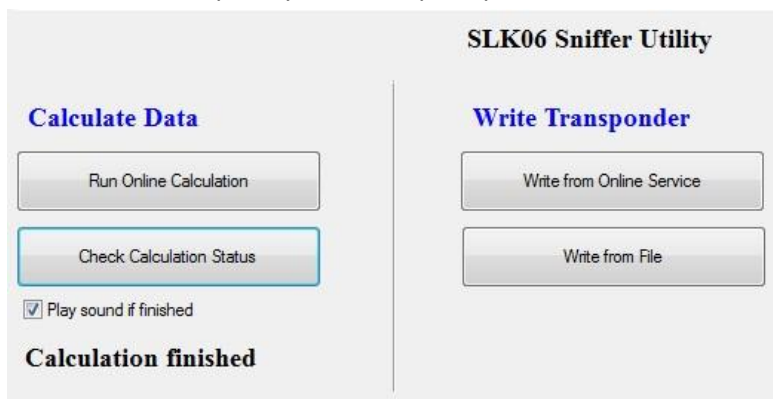 SLK06 Sniffer Utility
Calculate Data
Run Online Calculation
Check Calculation Status
Play sound if finished
Calculation finished
Write Transponder
Write from Online Service
Write from File